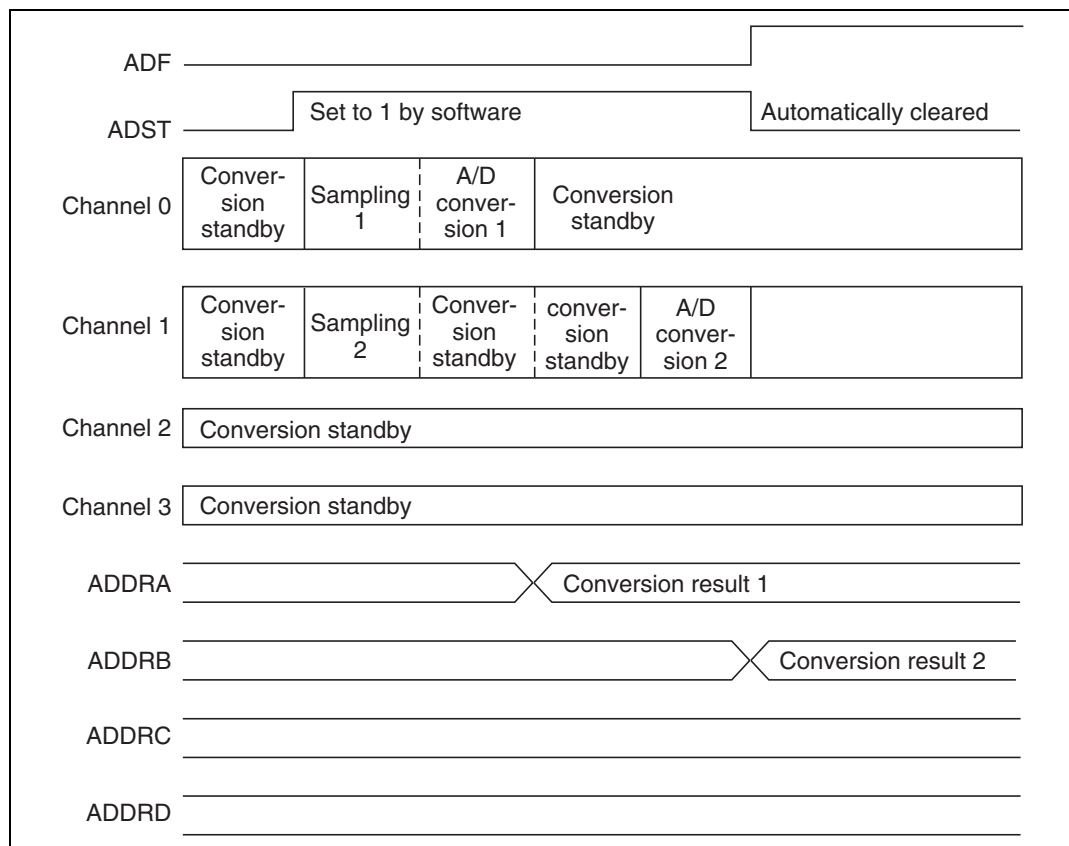 ADF
ADST
Set to 1 by software
Automatically cleared
Channel 0
Conver-
sion
standby
Sampling
1
A/D
conver-
sion 1
Conversion
standby
Channel 1
Conver-
sion
standby
Sampling
2
Conver-
sion
standby
conver-
sion
standby
A/D
conver-
sion 2
Channel 2
Conversion standby
Channel 3
Conversion standby
ADDRA
Conversion result 1
ADDRB
Conversion result 2
ADDRC
ADDRD